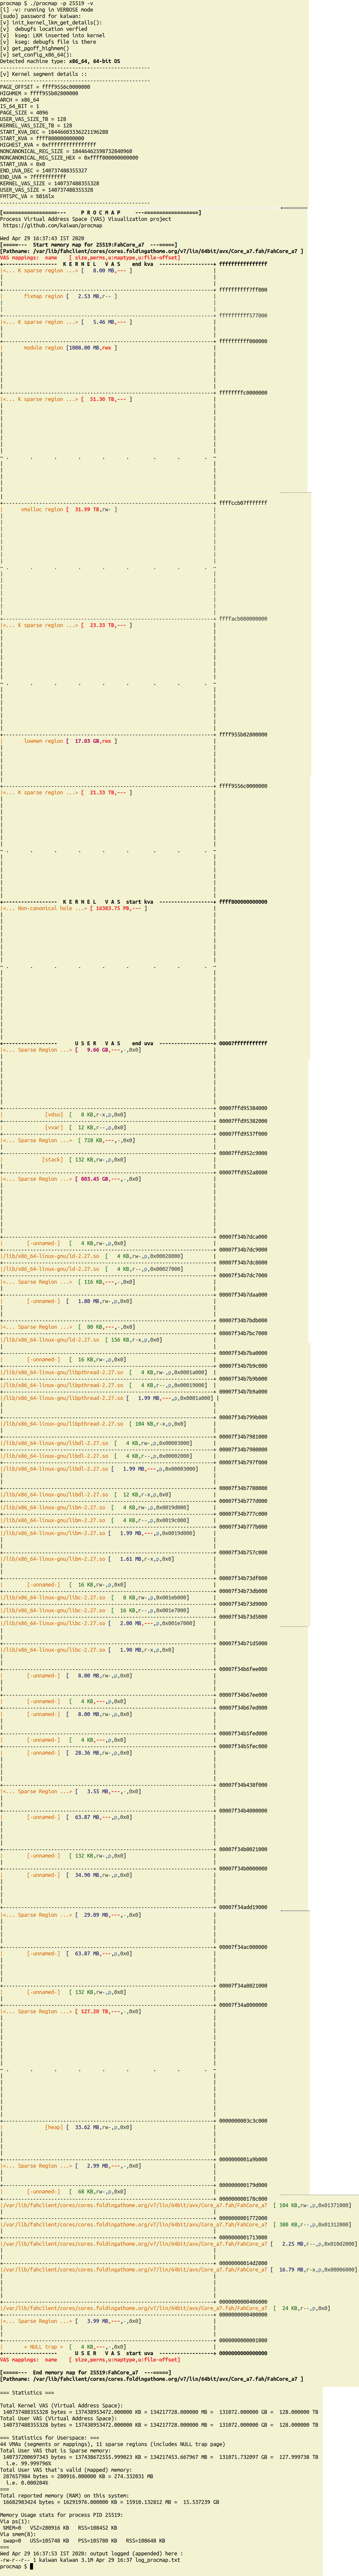 procmap $ ./procmap -p 25519 -v
[i] -v: running in VERBOSE mode
[sudo] password for kaiwan:
[v] init_kernel_lkm_get_details():
[v]  debugfs location verfied
[v]  kseg: LKM inserted into kernel
[v]  kseg: debugfs file is there
[v] get_pgoff_highmem()
[v] set_config_x86_64():
Detected machine type: x86_64, 64-bit OS
[v] Kernel segment details ::
PAGE_OFFSET = ffff9556c0000000
HIGHMEM = ffff955b02800000
ARCH = x86_64
IS_64_BIT = 1
PAGE_SIZE = 4096
USER_VAS_SIZE_TB = 128
KERNEL_VAS_SIZE_TB = 128
START_KVA_DEC = 18446603336221196288
START_KVA = ffff800000000000
HIGHEST_KVA = 0xffffffffffffffff
NONCANONICAL_REG_SIZE = 18446462598732840960
NONCANONICAL_REG_SIZE_HEX = 0xffff000000000000
END_UVA_DEC = 140737488355327
END_UVA = 7fffffffffff
START_UVA = 0x0
KERNEL_VAS_SIZE = 140737488355328
USER_VAS_SIZE = 140737488355328
FMTSPC_VA = %016lx
[==================---     P R O C M A P     ---==================]
Process Virtual Address Space (VAS) Visualization project
 https://github.com/kaiwan/procmap
Wed Apr 29 16:37:43 IST 2020
[=====---  Start memory map for 25519:FahCore_a7  ---=====]
[Pathname: /var/lib/fahclient/cores/cores.foldingathome.org/v7/lin/64bit/avx/Core_a7.fah/FahCore_a7 ]
VAS mappings:  name    [ size,perms,u:maptype,u:file-offset]
+------------------  K E R N E L   V A S    end kva  ------------------+ ffffffffffffffff
|<... K sparse region ...> [   8.00 MB,--- ]
+----------------------------------------------------------------------+ ffffffffff7ff000
|       fixmap region [   2.53 MB,r-- ]
+----------------------------------------------------------------------+ ffffffffff577000
|<... K sparse region ...> [   5.46 MB,--- ]
+----------------------------------------------------------------------+ ffffffffff000000
|       module region [1008.00 MB,rwx ]
+----------------------------------------------------------------------+ ffffffffc0000000
|<... K sparse region ...> [  51.30 TB,--- ]
+----------------------------------------------------------------------+ ffffccb07fffffff
|      vmalloc region [  31.99 TB,rw- ]
+----------------------------------------------------------------------+ ffffacb080000000
|<... K sparse region ...> [  23.33 TB,--- ]
+----------------------------------------------------------------------+ ffff955b02800000
|       lowmem region [  17.03 GB,rwx ]
+----------------------------------------------------------------------+ ffff9556c0000000
|<... K sparse region ...> [  21.33 TB,--- ]
+------------------  K E R N E L   V A S  start kva  ------------------+ ffff800000000000
|<... Non-canonical hole ...> [ 16383.75 PB,--- ]
+------------------     U S E R   V A S    end uva  ------------------+ 00007fffffffffff
|<... Sparse Region ...> [   9.66 GB,---,-,0x0]
+----------------------------------------------------------------------+ 00007ffd95384000
|              [vdso]  [   8 KB,r-x,p,0x0]
+----------------------------------------------------------------------+ 00007ffd95382000
|              [vvar]  [  12 KB,r--,p,0x0]
+----------------------------------------------------------------------+ 00007ffd9537f000
|<... Sparse Region ...>  [ 728 KB,---,-,0x0]
+----------------------------------------------------------------------+ 00007ffd952c9000
|             [stack]  [ 132 KB,rw-,p,0x0]
+----------------------------------------------------------------------+ 00007ffd952a8000
|<... Sparse Region ...> [ 803.45 GB,---,-,0x0]
+----------------------------------------------------------------------+ 00007f34b7dca000
|        [-unnamed-]   [   4 KB,rw-,p,0x0]
+----------------------------------------------------------------------+ 00007f34b7dc9000
|/lib/x86_64-linux-gnu/ld-2.27.so  [   4 KB,rw-,p,0x00028000]
+----------------------------------------------------------------------+ 00007f34b7dc8000
|/lib/x86_64-linux-gnu/ld-2.27.so  [   4 KB,r--,p,0x00027000]
+----------------------------------------------------------------------+ 00007f34b7dc7000
|<... Sparse Region ...>  [ 116 KB,---,-,0x0]
+----------------------------------------------------------------------+ 00007f34b7daa000
|        [-unnamed-]  [   1.80 MB,rw-,p,0x0]
+----------------------------------------------------------------------+ 00007f34b7bdb000
|<... Sparse Region ...>  [  80 KB,---,-,0x0]
+----------------------------------------------------------------------+ 00007f34b7bc7000
|/lib/x86_64-linux-gnu/ld-2.27.so  [ 156 KB,r-x,p,0x0]
+----------------------------------------------------------------------+ 00007f34b7ba0000
|        [-unnamed-]   [  16 KB,rw-,p,0x0]
+----------------------------------------------------------------------+ 00007f34b7b9c000
|/lib/x86_64-linux-gnu/libpthread-2.27.so  [   4 KB,rw-,p,0x0001a000]
+----------------------------------------------------------------------+ 00007f34b7b9b000
|/lib/x86_64-linux-gnu/libpthread-2.27.so  [   4 KB,r--,p,0x00019000]
+----------------------------------------------------------------------+ 00007f34b7b9a000
|/lib/x86_64-linux-gnu/libpthread-2.27.so [   1.99 MB,---,p,0x0001a000] |
+----------------------------------------------------------------------+ 00007f34b799b000
|/lib/x86_64-linux-gnu/libpthread-2.27.so  [ 104 KB,r-x,p,0x0]
+----------------------------------------------------------------------+ 00007f34b7981000
|/lib/x86_64-linux-gnu/libdl-2.27.so  [   4 KB,rw-,p,0x00003000]
+----------------------------------------------------------------------+ 00007f34b7980000
|/lib/x86_64-linux-gnu/libdl-2.27.so  [   4 KB,r--,p,0x00002000]
+----------------------------------------------------------------------+ 00007f34b797f000
|/lib/x86_64-linux-gnu/libdl-2.27.so [   1.99 MB,---,p,0x00003000]
+----------------------------------------------------------------------+ 00007f34b7780000
|/lib/x86_64-linux-gnu/libdl-2.27.so  [  12 KB,r-x,p,0x0]
+----------------------------------------------------------------------+ 00007f34b777d000
|/lib/x86_64-linux-gnu/libm-2.27.so  [   4 KB,rw-,p,0x0019d000]
+----------------------------------------------------------------------+ 00007f34b777c000
|/lib/x86_64-linux-gnu/libm-2.27.so  [   4 KB,r--,p,0x0019c000]
+----------------------------------------------------------------------+ 00007f34b777b000
|/lib/x86_64-linux-gnu/libm-2.27.so [   1.99 MB,---,p,0x0019d000]
+----------------------------------------------------------------------+ 00007f34b757c000
|/lib/x86_64-linux-gnu/libm-2.27.so [   1.61 MB,r-x,p,0x0]
+----------------------------------------------------------------------+ 00007f34b73df000
|        [-unnamed-]   [  16 KB,rw-,p,0x0]
+----------------------------------------------------------------------+ 00007f34b73db000
|/lib/x86_64-linux-gnu/libc-2.27.so  [   8 KB,rw-,p,0x001eb000]
+----------------------------------------------------------------------+ 00007f34b73d9000
|/lib/x86_64-linux-gnu/libc-2.27.so  [  16 KB,r--,p,0x001e7000]
+----------------------------------------------------------------------+ 00007f34b73d5000
|/lib/x86_64-linux-gnu/libc-2.27.so [   2.00 MB,---,p,0x001e7000]
+----------------------------------------------------------------------+ 00007f34b71d5000
|/lib/x86_64-linux-gnu/libc-2.27.so [   1.90 MB,r-x,p,0x0]
+----------------------------------------------------------------------+ 00007f34b6fee000
|        [-unnamed-]  [   8.00 MB,rw-,p,0x0]
+----------------------------------------------------------------------+ 00007f34b67ee000
|        [-unnamed-]   [   4 KB,---,p,0x0]
+----------------------------------------------------------------------+ 00007f34b67ed000
|        [-unnamed-]  [   8.00 MB,rw-,p,0x0]
+----------------------------------------------------------------------+ 00007f34b5fed000
|        [-unnamed-]   [   4 KB,---,p,0x0]
+----------------------------------------------------------------------+ 00007f34b5fec000
|        [-unnamed-]  [  28.36 MB,rw-,p,0x0]
+----------------------------------------------------------------------+ 00007f34b438f000
|<... Sparse Region ...> [   3.55 MB,---,-,0x0]
+----------------------------------------------------------------------+ 00007f34b4000000
|        [-unnamed-]  [  63.87 MB,---,p,0x0]
+----------------------------------------------------------------------+ 00007f34b0021000
|        [-unnamed-]   [ 132 KB,rw-,p,0x0]
+----------------------------------------------------------------------+ 00007f34b0000000
|        [-unnamed-]  [  34.90 MB,rw-,p,0x0]
+----------------------------------------------------------------------+ 00007f34add19000
|<... Sparse Region ...> [  29.09 MB,---,-,0x0]
+----------------------------------------------------------------------+ 00007f34ac000000
|        [-unnamed-]  [  63.87 MB,---,p,0x0]
+----------------------------------------------------------------------+ 00007f34a8021000
|        [-unnamed-]   [ 132 KB,rw-,p,0x0]
+----------------------------------------------------------------------+ 00007f34a8000000
|<... Sparse Region ...> [ 127.20 TB,---,-,0x0]
+----------------------------------------------------------------------+ 0000000003c3c000
|              [heap] [  33.62 MB,rw-,p,0x0]
+----------------------------------------------------------------------+ 0000000001a9b000
|<... Sparse Region ...> [   2.99 MB,---,-,0x0]
+----------------------------------------------------------------------+ 000000000179d000
|        [-unnamed-]   [  68 KB,rw-,p,0x0]
+----------------------------------------------------------------------+ 000000000178c000
|/var/lib/fahclient/cores/cores.foldingathome.org/v7/lin/64bit/avx/Core_a7.fah/FahCore_a7  [ 104 KB,rw-,p,0x01371000]
+----------------------------------------------------------------------+ 0000000001772000
|/var/lib/fahclient/cores/cores.foldingathome.org/v7/lin/64bit/avx/Core_a7.fah/FahCore_a7  [ 380 KB,r--,p,0x01312000]
+----------------------------------------------------------------------+ 0000000001713000
|/var/lib/fahclient/cores/cores.foldingathome.org/v7/lin/64bit/avx/Core_a7.fah/FahCore_a7 [   2.25 MB,r--,p,0x010d2000]
+----------------------------------------------------------------------+ 00000000014d2000
|/var/lib/fahclient/cores/cores.foldingathome.org/v7/lin/64bit/avx/Core_a7.fah/FahCore_a7 [  16.79 MB,r-x,p,0x00006000]
+----------------------------------------------------------------------+ 0000000000406000
|/var/lib/fahclient/cores/cores.foldingathome.org/v7/lin/64bit/avx/Core_a7.fah/FahCore_a7  [  24 KB,r--,p,0x0]
+----------------------------------------------------------------------+ 0000000000400000
|<... Sparse Region ...> [   3.99 MB,---,-,0x0]
+----------------------------------------------------------------------+ 0000000000001000
|       < NULL trap >  [   4 KB,---,-,0x0]
+------------------     U S E R   V A S  start uva  ------------------+ 0000000000000000
VAS mappings:  name    [ size,perms,u:maptype,u:file-offset]
[=====---  End memory map for 25519:FahCore_a7  ---=====]
[Pathname: /var/lib/fahclient/cores/cores.foldingathome.org/v7/lin/64bit/avx/Core_a7.fah/FahCore_a7 ]
=== Statistics ===
Total Kernel VAS (Virtual Address Space):
 140737488355328 bytes = 137438953472.000000 KB = 134217728.000000 MB =  131072.000000 GB =  128.000000 TB
Total User VAS (Virtual Address Space):
 140737488355328 bytes = 137438953472.000000 KB = 134217728.000000 MB =  131072.000000 GB =  128.000000 TB
=== Statistics for Userspace: ===
44 VMAs (segments or mappings), 11 sparse regions (includes NULL trap page)
Total User VAS that is Sparse memory:
 140737200697343 bytes = 137438672555.999023 KB = 134217453.667967 MB =  131071.732097 GB =  127.999738 TB
  i.e. 99.999796%
Total User VAS that's valid (mapped) memory:
 287657984 bytes = 280916.000000 KB = 274.332031 MB
  i.e. 0.000204%
===
Total reported memory (RAM) on this system:
 16682983424 bytes = 16291976.000000 KB = 15910.132812 MB =  15.537239 GB
Memory Usage stats for process PID 25519:
Via ps(1):
 %MEM=0   VSZ=280916 KB   RSS=108452 KB
Via smem(8):
 swap=0   USS=105748 KB   PSS=105780 KB   RSS=108648 KB
===
Wed Apr 29 16:37:53 IST 2020: output logged (appended) here :
-rw-r--r-- 1 kaiwan kaiwan 3.1M Apr 29 16:37 log_procmap.txt
procmap $